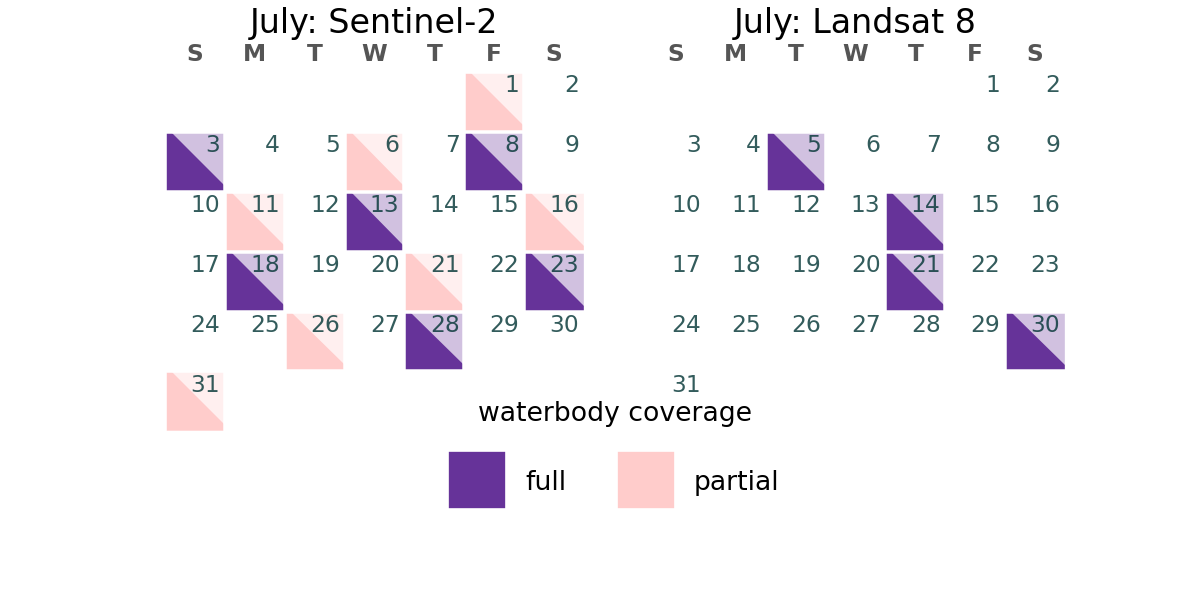 July: Sentinel-2
S M T W T F S
1 2
3 4 5 6 7 8 9
10 11 12 13 14 15 16
17 18 19 20 21 22 23
24 25 26 27 28 29 30
31
July: Landsat 8
S M T W T F S
1 2
3 4 5 6 7 8 9
10 11 12 13 14 15 16
17 18 19 20 21 22 23
24 25 26 27 28 29 30
31
waterbody coverage
full
partial